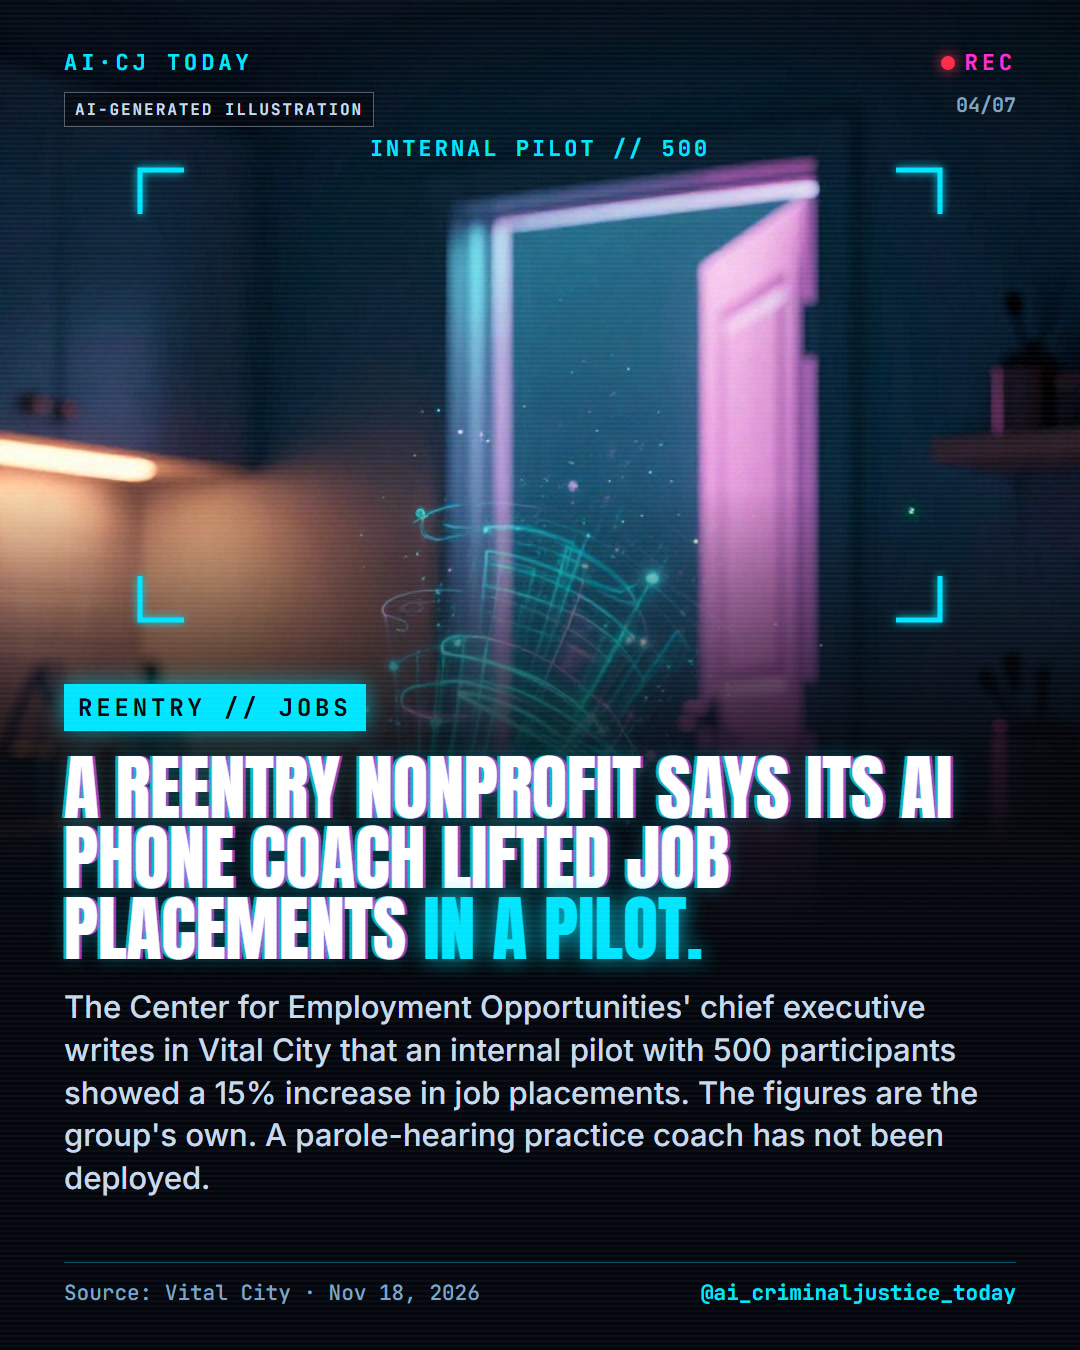 AI·CJ TODAY
REC
AI-GENERATED ILLUSTRATION
04/07
INTERNAL PILOT // 500
REENTRY // JOBS
A REENTRY NONPROFIT SAYS ITS AI
PHONE COACH LIFTED JOB
PLACEMENTS IN A PILOT.
The Center for Employment Opportunities' chief executive
writes in Vital City that an internal pilot with 500 participants
showed a 15% increase in job placements. The figures are the
group's own. A parole-hearing practice coach has not been
deployed.
Source: Vital City · Nov 18, 2026
@ai_criminaljustice_today